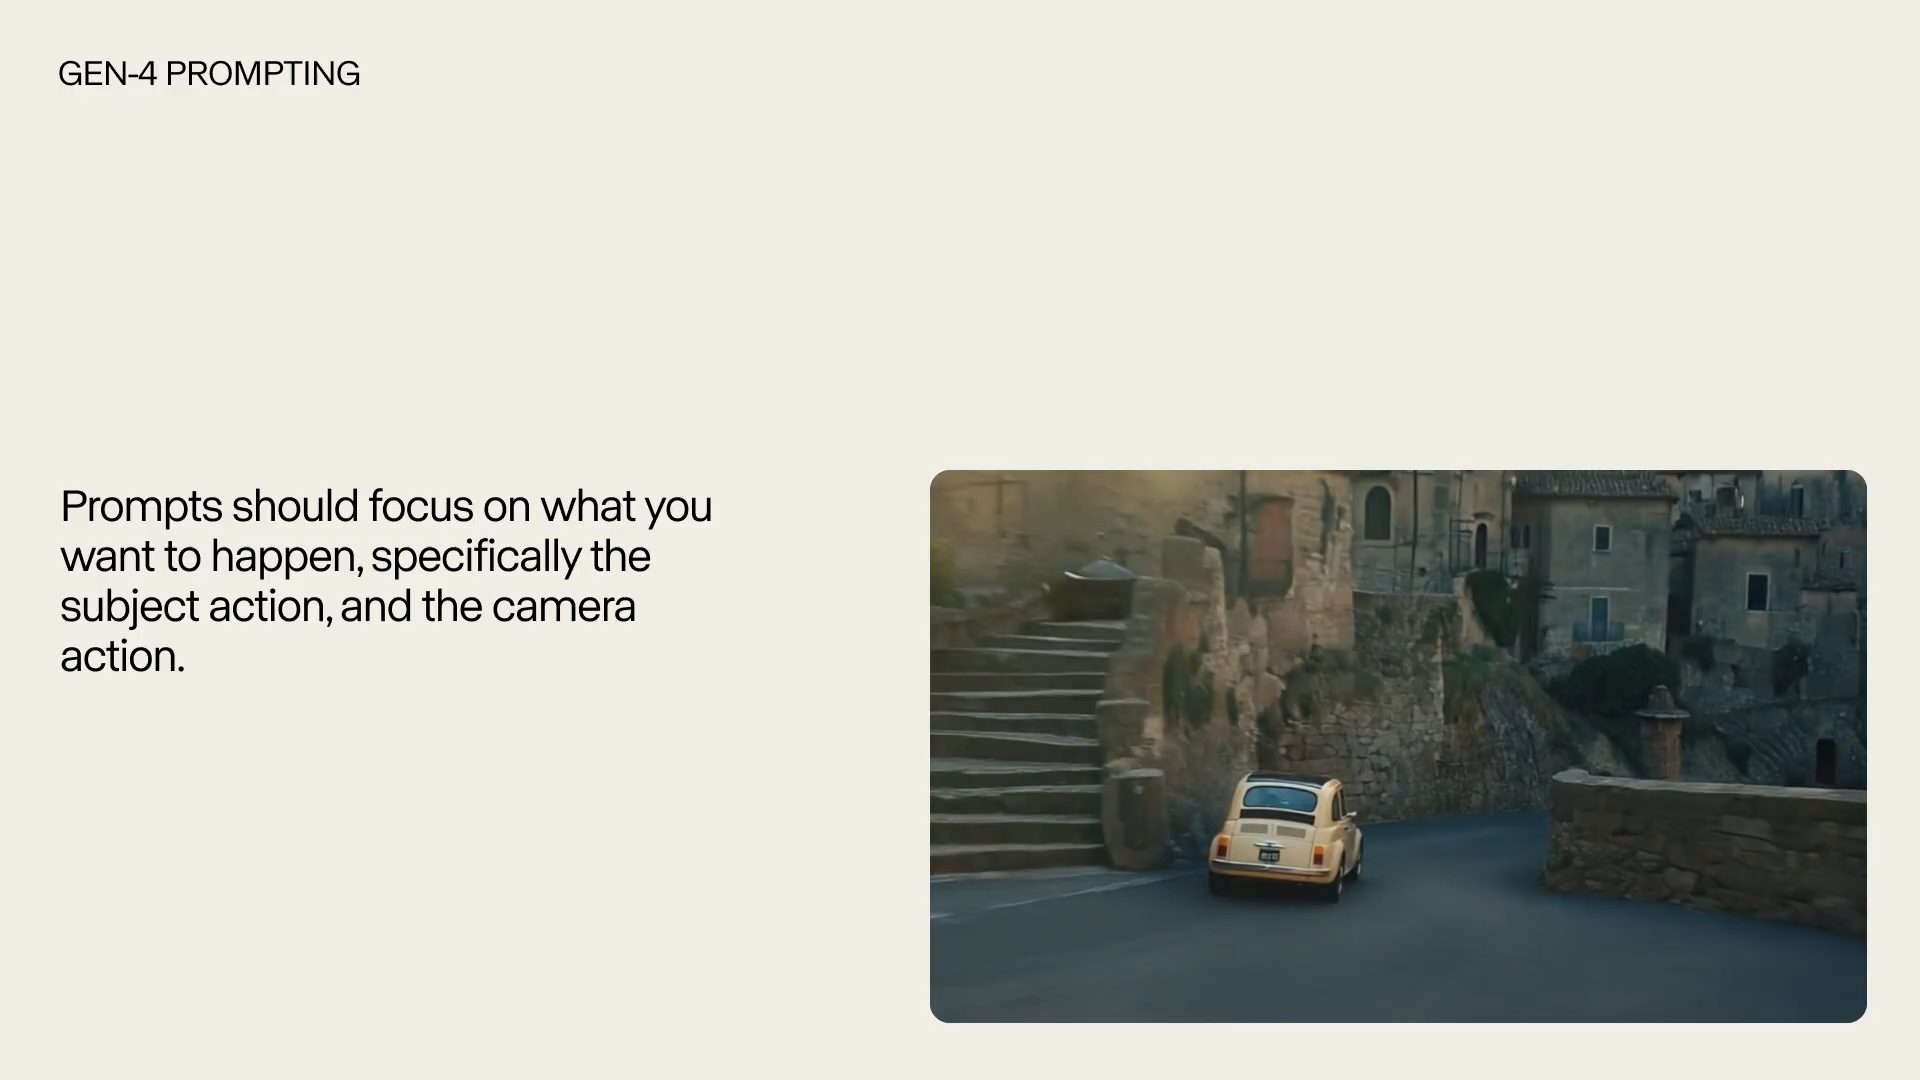 GEN-4 PROMPTING
Prompts should focus on what you
want to happen, specifically the
subject action, and the camera
action.